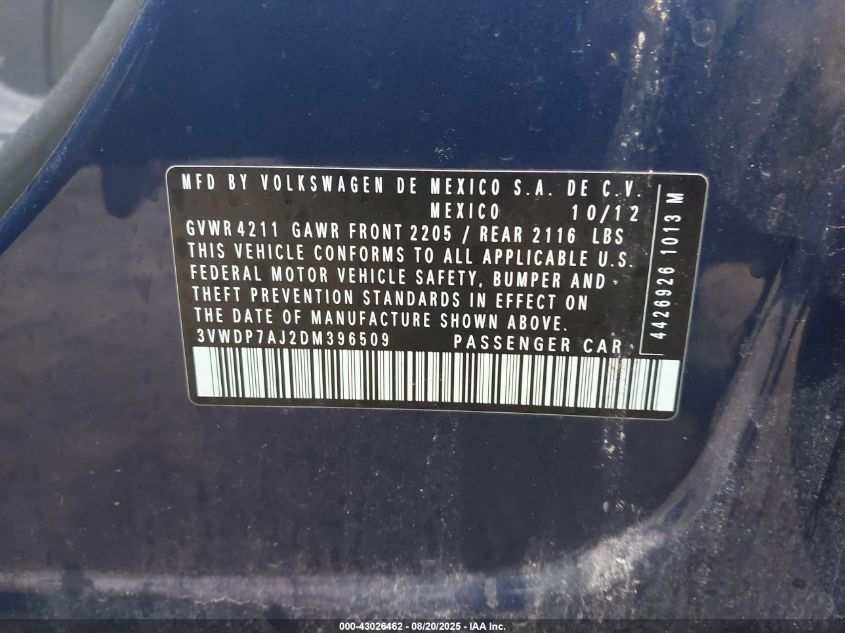 MFD BY VOLKSWAGEN DE MEXICO S.A. DE C.V.
MEXICO 10/12
GVWR 4211 GAWR FRONT 2205 / REAR 2116 LBS
THIS VEHICLE CONFORMS TO ALL APPLICABLE U.S.
FEDERAL MOTOR VEHICLE SAFETY, BUMPER AND
THEFT PREVENTION STANDARDS IN EFFECT ON
THE DATE OF MANUFACTURE SHOWN ABOVE.
3VWDP7AJ2DM396509 PASSENGER CAR
4426926 1013 M
000-43026462 - 08/20/2025 - IAA Inc.